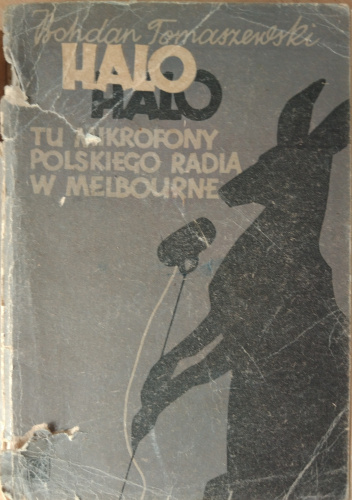 Bohdan Tomaszewski
HALO
HALO
TU MIKROFONY
POLSKIEGO RADIA
W MELBOURNE